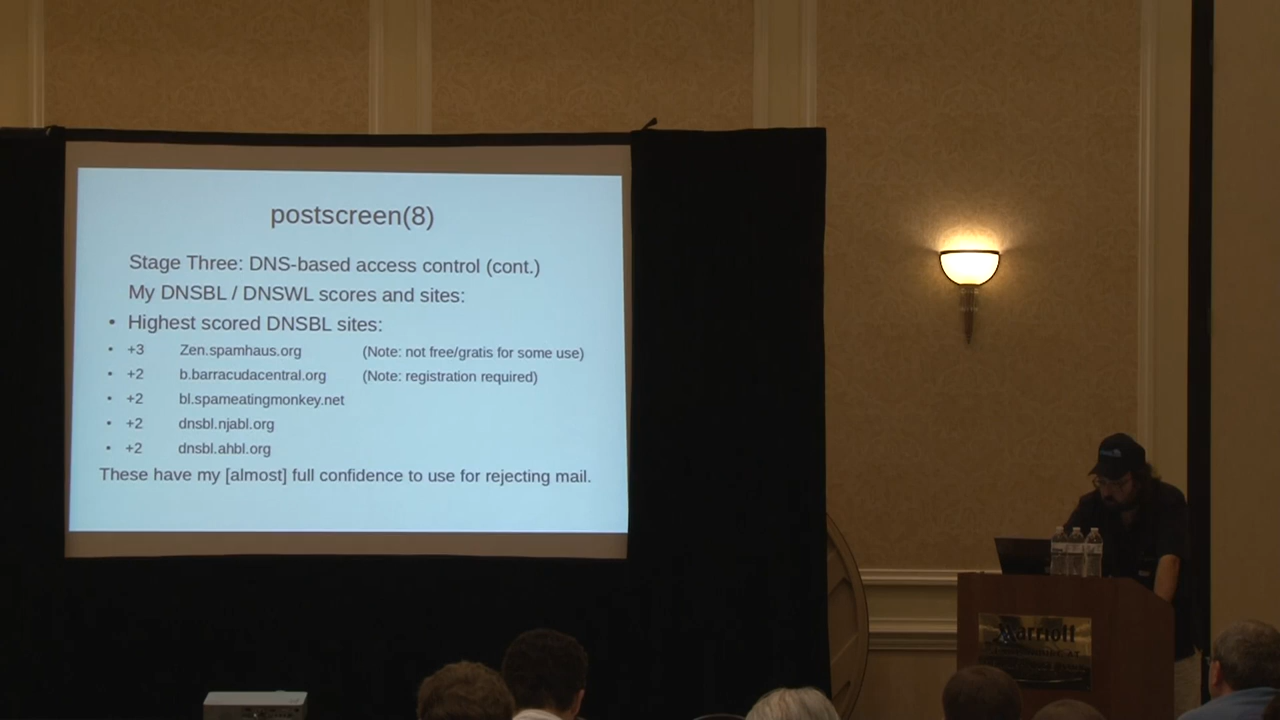 postscreen(8)
Stage Three: DNS-based access control (cont.)
My DNSBL / DNSWL scores and sites:
• Highest scored DNSBL sites:
• +3 Zen.spamhaus.org (Note: not free/gratis for some use)
• +2 b.barracudacentral.org (Note: registration required)
• +2 bl.spameatingmonkey.net
• +2 dnsbl.njabl.org
• +2 dnsbl.ahbl.org
These have my [almost] full confidence to use for rejecting mail.
Marriott